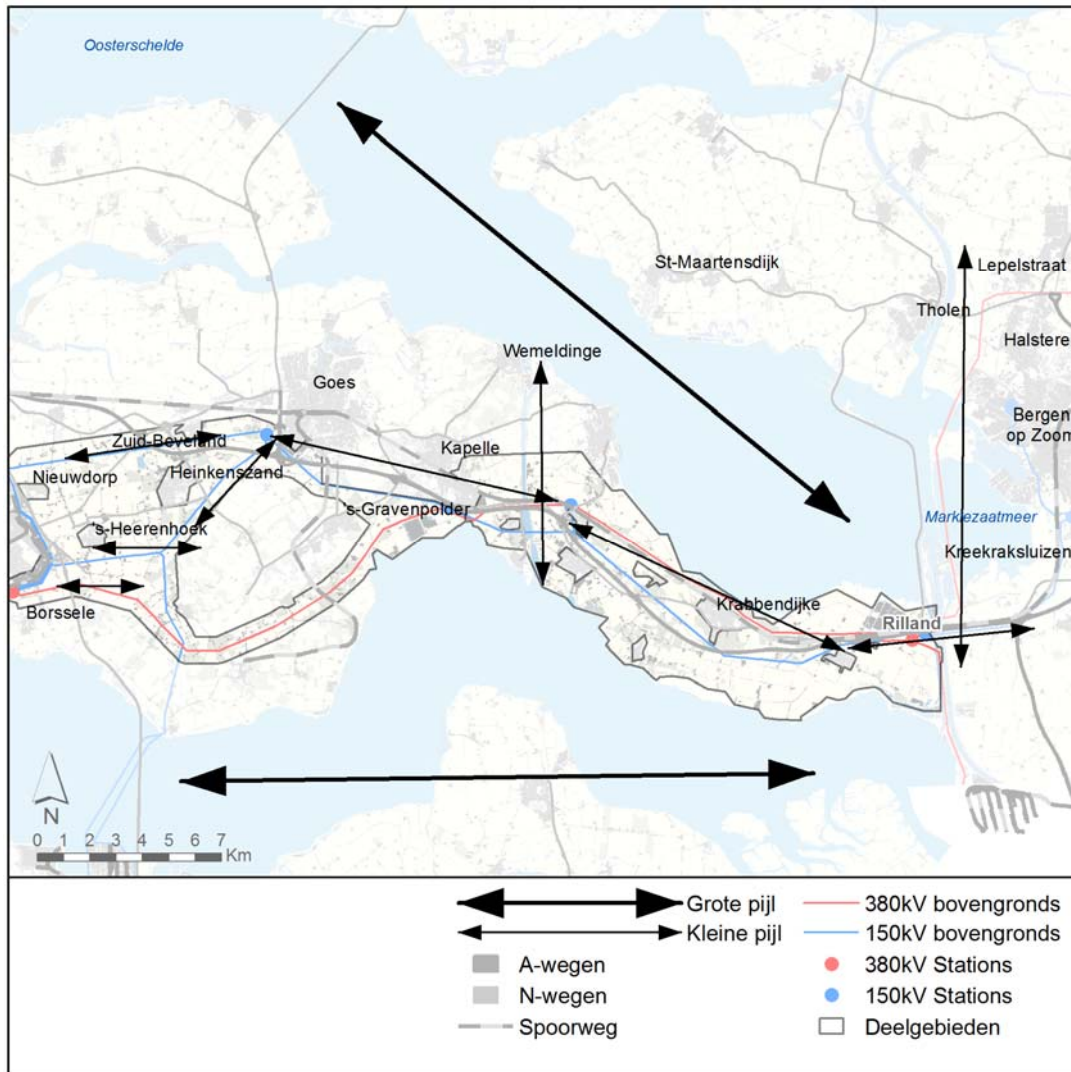 Oosterschelde
St-Maartensdijk
Lepelstraat
Tholen
Halstere
Wemeldinge
Goes
Bergen
op Zoom
Zuid-Beveland
Kapelle
Nieuwdorp
Heinkenszand
's-Gravenpolder
Markiezaatmeer
's-Heerenhoek
Kreekraksluizen
Borssele
Krabbendijke
Rilland
N
0 1 2 3 4 5 6 7
Km
Grote pijl
Kleine pijl
A-wegen
N-wegen
Spoorweg
380kV bovengronds
150kV bovengronds
380kV Stations
150kV Stations
Deelgebieden